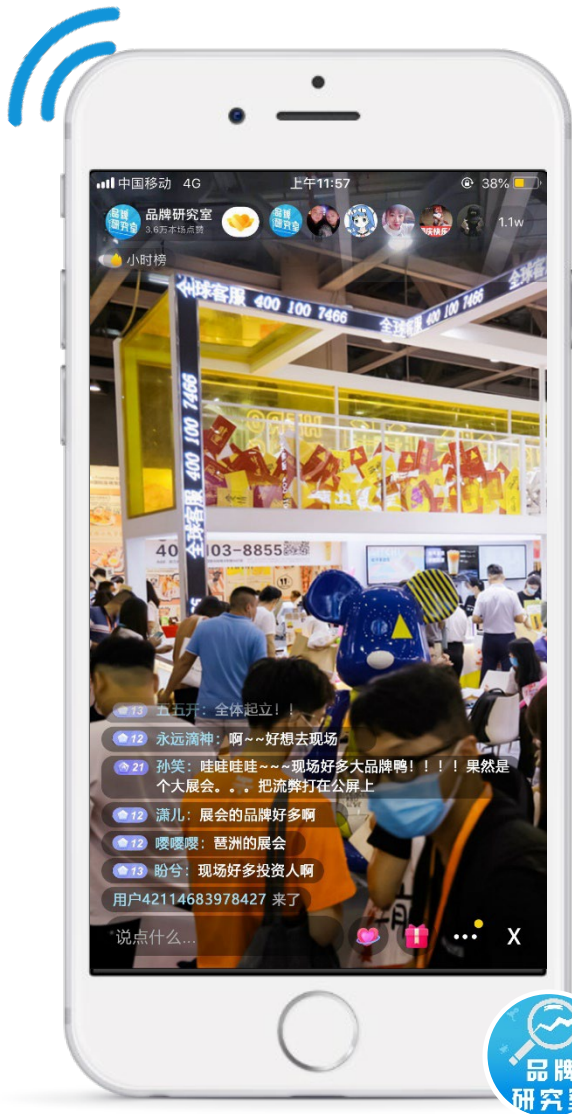 中国移动 4G
上午11:57
38%
品牌研究室
3.6万本场点赞
1.1w
小时榜
全球客服 400 100 7466
全球客服 400 100 7466
全球客服 400 100 7466
03-8855
13 五五开：全体起立！！
12 永远滴神：啊~~好想去现场
21 孙笑：哇哇哇哇~~~现场好多大品牌鸭！！！！果然是
个大展会。。。把流弊打在公屏上
12 潇儿：展会的品牌好多啊
12 嘤嘤嘤：琶洲的展会
13 盼兮：现场好多投资人啊
用户42114683978427 来了
说点什么...
X
品牌
研究室